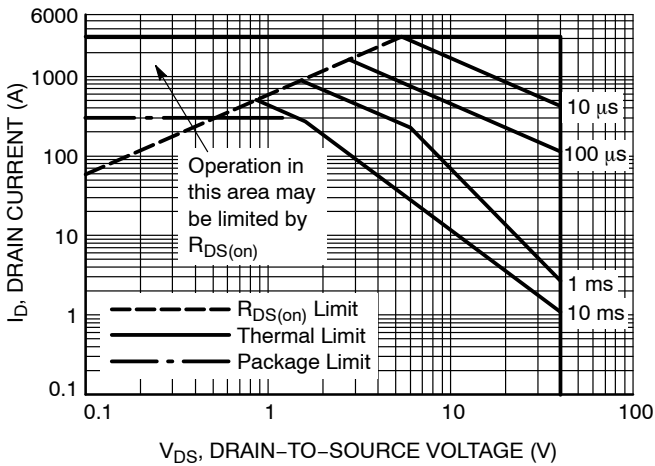 6000
1000
100
10
1
0.1
I_D, DRAIN CURRENT (A)
10 μs
100 μs
1 ms
10 ms
Operation in
this area may
be limited by
R_DS(on)
R_DS(on) Limit
Thermal Limit
Package Limit
0.1
1
10
100
V_DS, DRAIN−TO−SOURCE VOLTAGE (V)